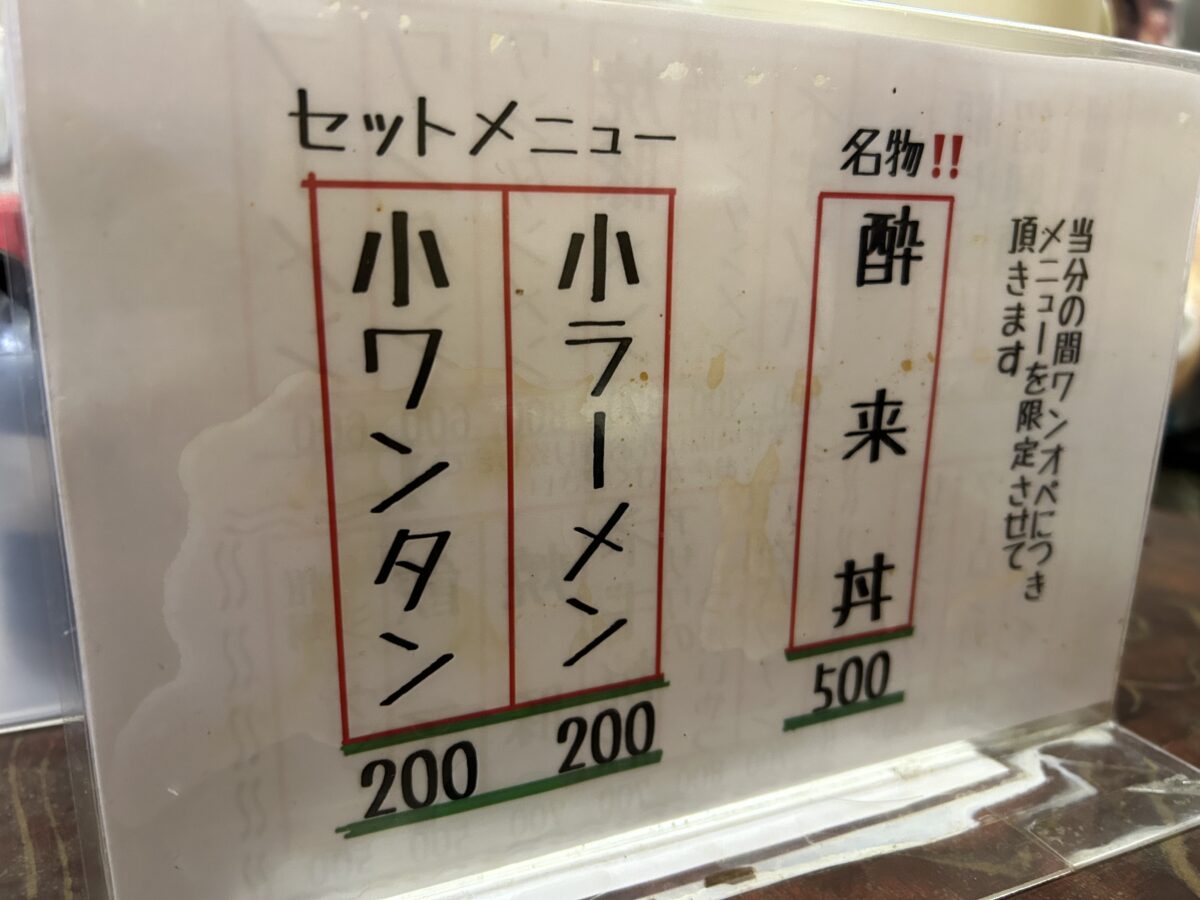 当分の間ワンオペにつき
メニューを限定させて
頂きます
名物!!
酔来丼
500
セットメニュー
小ラーメン
200
小ワンタン
200